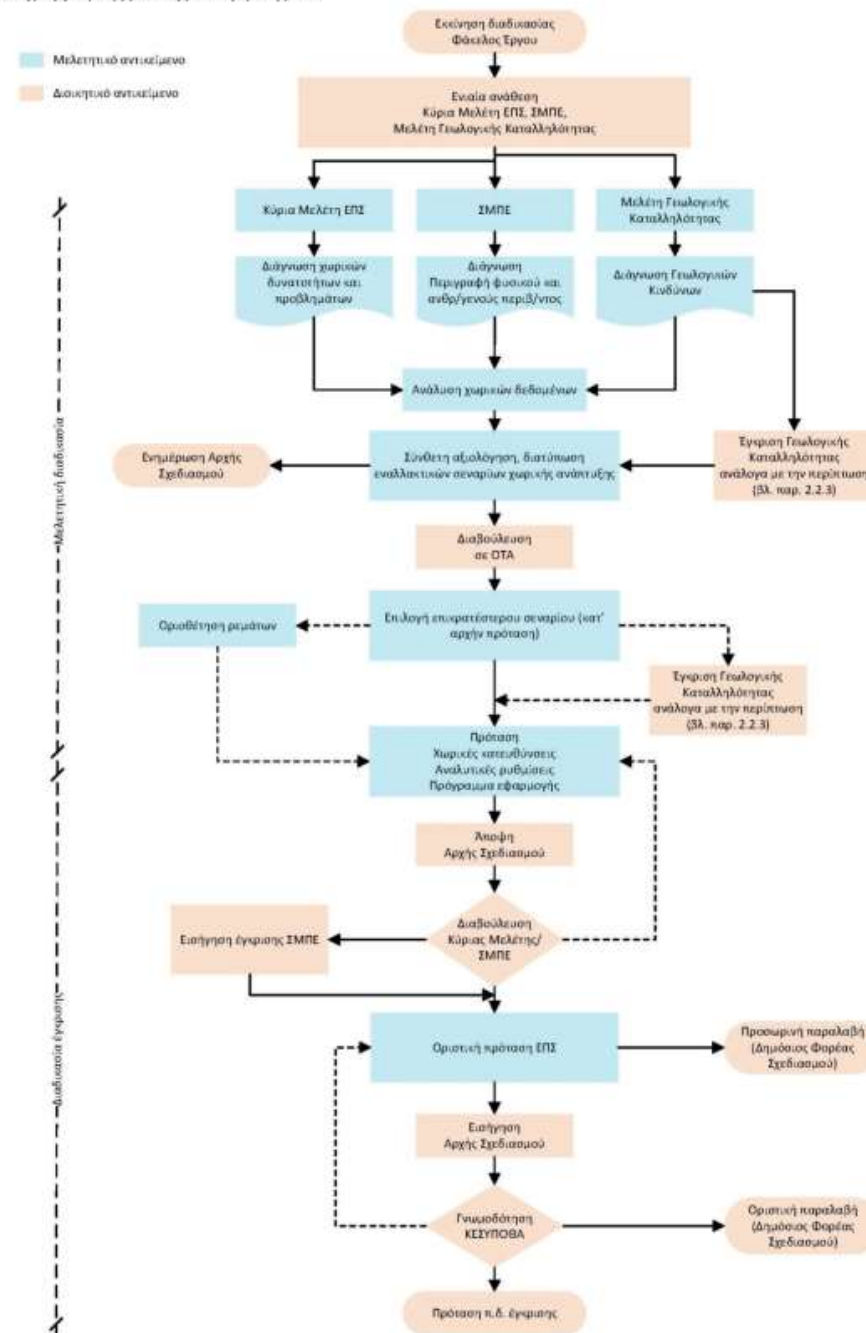 Εκκίνηση διαδικασίας
Φάκελος Έργου
Μελετητικό αντικείμενο
Διοικητικό αντικείμενο
Ενιαία ανάθεση
Κύρια Μελέτη ΕΠΣ, ΣΜΠΕ,
Μελέτη Γεωλογικής Καταλληλότητας
Κύρια Μελέτη ΕΠΣ
ΣΜΠΕ
Μελέτη Γεωλογικής
Καταλληλότητας
Διάγνωση χωρικών
δυνατοτήτων και
προβλημάτων
Διάγνωση
Περιγραφή φυσικού και
ανθρ/γενούς περιβ/ντος
Διάγνωση Γεωλογικών
Κινδύνων
Ανάλυση χωρικών δεδομένων
Ενημέρωση Αρχής
Σχεδιασμού
Σύνθετη αξιολόγηση, διατύπωση
εναλλακτικών σεναρίων χωρικής ανάπτυξης
Έγκριση Γεωλογικής
Καταλληλότητας
ανάλογα με την περίπτωση
(βλ. παρ. 2.2.3)
Μελετητική διαδικασία
Διαβούλευση
σε ΟΤΑ
Οριοθέτηση ρεμάτων
Επιλογή επικρατέστερου σεναρίου (κατ'
αρχήν πρόταση)
Έγκριση Γεωλογικής
Καταλληλότητας
ανάλογα με την περίπτωση
(βλ. παρ. 2.2.3)
Πρόταση
Χωρικές κατευθύνσεις
Αναλυτικές ρυθμίσεις
Πρόγραμμα εφαρμογής
Άποψη
Αρχής Σχεδιασμού
Εισήγηση έγκρισης ΣΜΠΕ
Διαβούλευση
Κύριας Μελέτης/
ΣΜΠΕ
Διαδικασία έγκρισης
Οριστική πρόταση ΕΠΣ
Προσωρινή παραλαβή
(Δημόσιος Φορέας
Σχεδιασμού)
Εισήγηση
Αρχής Σχεδιασμού
Γνωμοδότηση
ΚΕΣΥΠΟΘΑ
Οριστική παραλαβή
(Δημόσιος Φορέας
Σχεδιασμού)
Πρόταση π.δ. έγκρισης